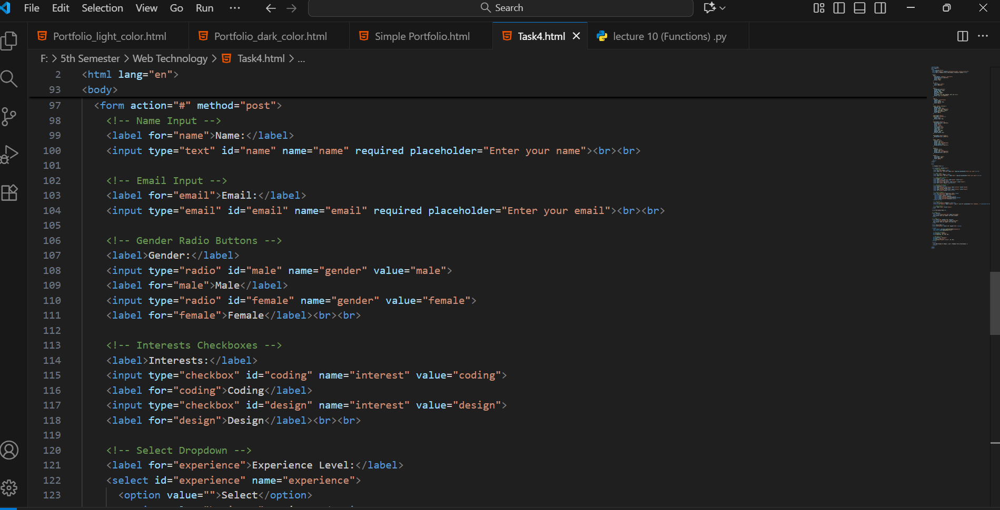 File Edit Selection View Go Run ··· Search
Portfolio_light_color.html Portfolio_dark_color.html Simple Portfolio.html Task4.html lecture 10 (Functions) .py
F: > 5th Semester > Web Technology > Task4.html > ...
2 <html lang="en">
93 <body>
97 <form action="#" method="post">
98 <!-- Name Input -->
99 <label for="name">Name:</label>
100 <input type="text" id="name" name="name" required placeholder="Enter your name"><br><br>
101
102 <!-- Email Input -->
103 <label for="email">Email:</label>
104 <input type="email" id="email" name="email" required placeholder="Enter your email"><br><br>
105
106 <!-- Gender Radio Buttons -->
107 <label>Gender:</label>
108 <input type="radio" id="male" name="gender" value="male">
109 <label for="male">Male</label>
110 <input type="radio" id="female" name="gender" value="female">
111 <label for="female">Female</label><br><br>
112
113 <!-- Interests Checkboxes -->
114 <label>Interests:</label>
115 <input type="checkbox" id="coding" name="interest" value="coding">
116 <label for="coding">Coding</label>
117 <input type="checkbox" id="design" name="interest" value="design">
118 <label for="design">Design</label><br><br>
119
120 <!-- Select Dropdown -->
121 <label for="experience">Experience Level:</label>
122 <select id="experience" name="experience">
123 <option value="">Select</option>